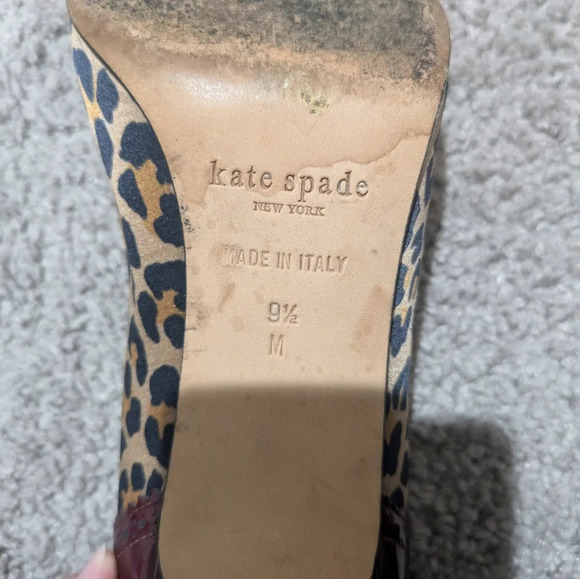 kate spade
NEW YORK
MADE IN ITALY
9½
M